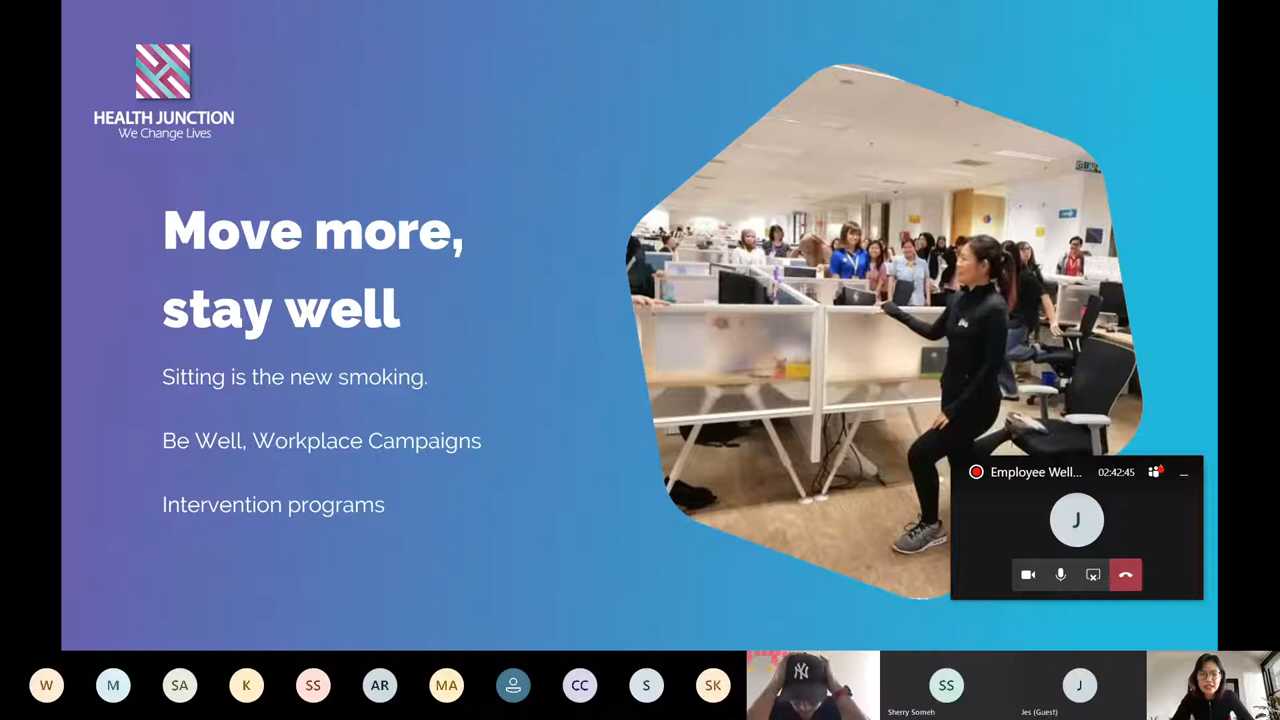 HEALTH JUNCTION
We Change Lives
Move more,
stay well
Sitting is the new smoking.
Be Well, Workplace Campaigns
Intervention programs
Employee Well... 02:42:45
J
W M SA K SS AR MA CC S SK SS J
Sherry Someh Jes (Guest)